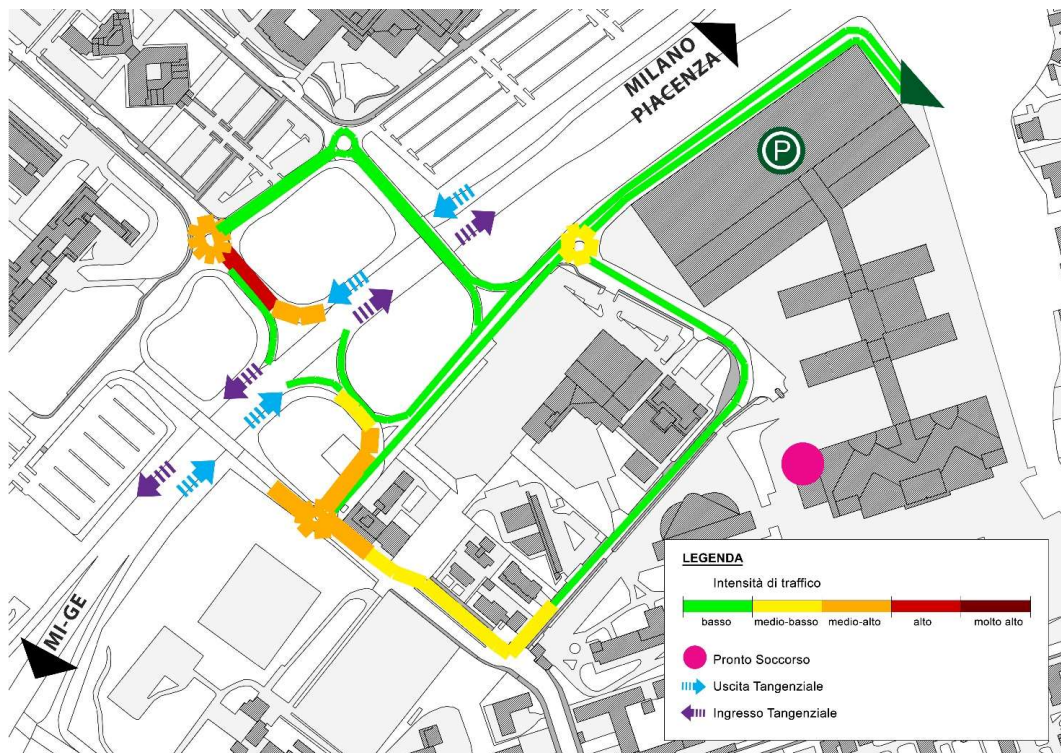 MILANO
PIACENZA
P
MI-GE
LEGENDA
Intensità di traffico
basso medio-basso medio-alto alto molto alto
Pronto Soccorso
Uscita Tangenziale
Ingresso Tangenziale